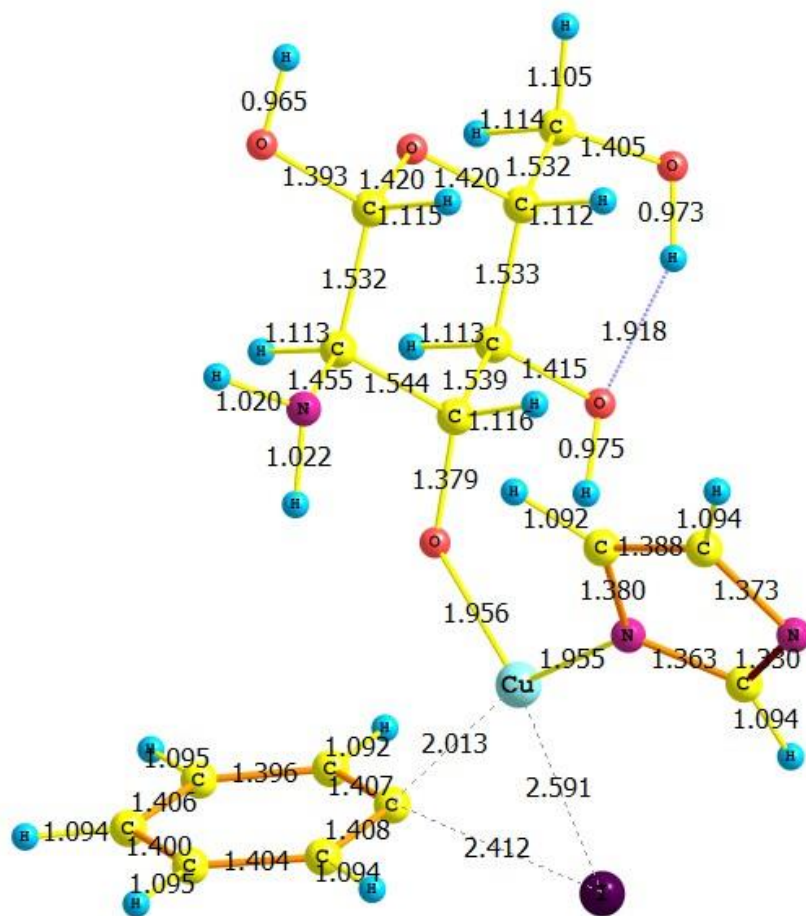 H
H
1.105
0.965
H 1.114 C
O O 1.405 O
1.393 1.420 1.420 1.532
C 1.115 H C 1.112 H 0.973
H
1.532 1.533
1.918
H 1.113 C H 1.113 C
H 1.455 1.544 1.539 1.415
1.020 N C 1.116 H O
1.022 0.975
H 1.379 H H H
O 1.092 C 1.388 1.094 C
1.380 1.373
1.956 N N
1.955 1.363 1.330
Cu C
1.094
H 1.092 H 2.013 H
1.095 C 1.396 C 1.407 2.591
1.406 C
H 1.094 C 1.408 2.412
1.400 C 1.404 C 1.094
1.095 H H